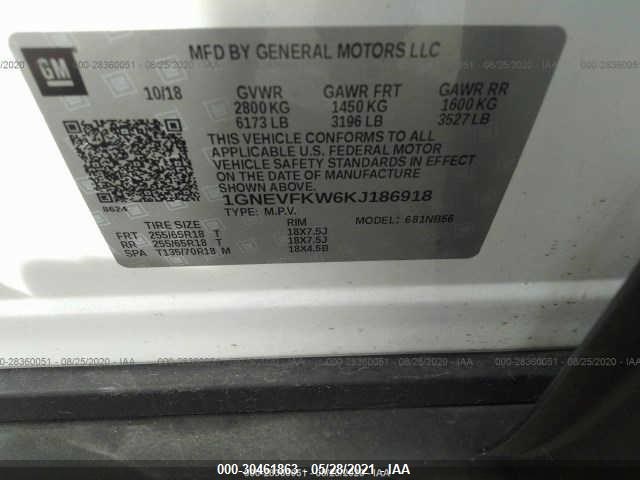 GM
MFD BY GENERAL MOTORS LLC
10/18 GVWR GAWR FRT GAWR RR
2800 KG 1450 KG 1600 KG
6173 LB 3196 LB 3527 LB
THIS VEHICLE CONFORMS TO ALL
APPLICABLE U.S. FEDERAL MOTOR
VEHICLE SAFETY STANDARDS IN EFFECT
ON THE DATE OF MANUFACTURE
SHOWN ABOVE.
8624
1GNEVFKW6KJ186918
TYPE: M.P.V. MODEL: 681NB56
TIRE SIZE RIM
FRT 255/65R18 T 18X7.5J
RR 255/65R18 T 18X7.5J
SPA T135/70R18 M 18X4.5B
000-28360051 - 08/25/2020 - IAA
000-30461863 - 05/28/2021 - IAA